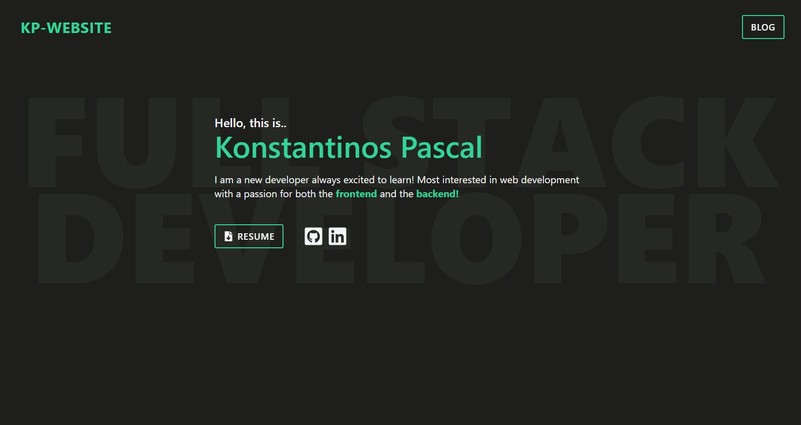 KP-WEBSITE
BLOG
FULL STACK
DEVELOPER
Hello, this is..
Konstantinos Pascal
I am a new developer always excited to learn! Most interested in web development
with a passion for both the frontend and the backend!
RESUME
in